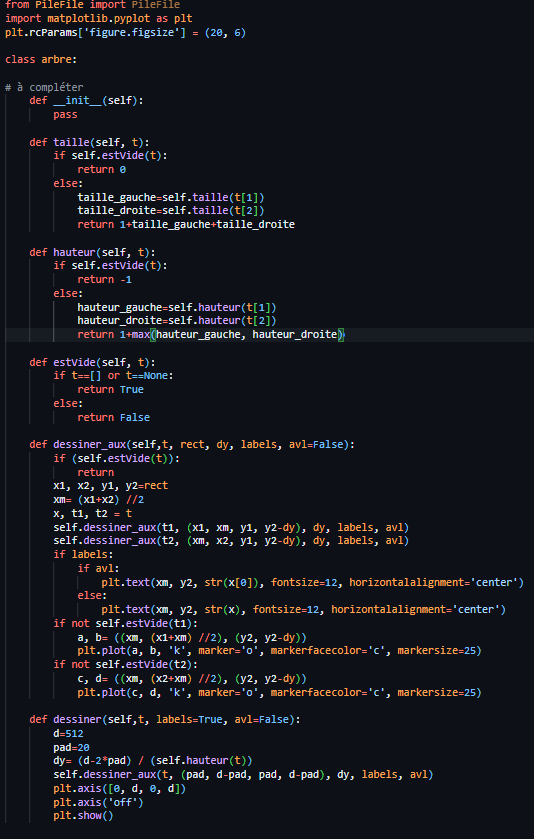 from PileFile import PileFile
import matplotlib.pyplot as plt
plt.rcParams['figure.figsize'] = (20, 6)

class arbre:

# à compléter
    def __init__(self):
        pass

    def taille(self, t):
        if self.estVide(t):
            return 0
        else:
            taille_gauche=self.taille(t[1])
            taille_droite=self.taille(t[2])
            return 1+taille_gauche+taille_droite

    def hauteur(self, t):
        if self.estVide(t):
            return -1
        else:
            hauteur_gauche=self.hauteur(t[1])
            hauteur_droite=self.hauteur(t[2])
            return 1+max(hauteur_gauche, hauteur_droite)

    def estVide(self, t):
        if t==[] or t==None:
            return True
        else:
            return False

    def dessiner_aux(self,t, rect, dy, labels, avl=False):
        if (self.estVide(t)):
            return
        x1, x2, y1, y2=rect
        xm= (x1+x2) //2
        x, t1, t2 = t
        self.dessiner_aux(t1, (x1, xm, y1, y2-dy), dy, labels, avl)
        self.dessiner_aux(t2, (xm, x2, y1, y2-dy), dy, labels, avl)
        if labels:
            if avl:
                plt.text(xm, y2, str(x[0]), fontsize=12, horizontalalignment='center')
            else:
                plt.text(xm, y2, str(x), fontsize=12, horizontalalignment='center')
        if not self.estVide(t1):
            a, b= ((xm, (x1+xm) //2), (y2, y2-dy))
            plt.plot(a, b, 'k', marker='o', markerfacecolor='c', markersize=25)
        if not self.estVide(t2):
            c, d= ((xm, (x2+xm) //2), (y2, y2-dy))
            plt.plot(c, d, 'k', marker='o', markerfacecolor='c', markersize=25)

    def dessiner(self,t, labels=True, avl=False):
        d=512
        pad=20
        dy= (d-2*pad) / (self.hauteur(t))
        self.dessiner_aux(t, (pad, d-pad, pad, d-pad), dy, labels, avl)
        plt.axis([0, d, 0, d])
        plt.axis('off')
        plt.show()